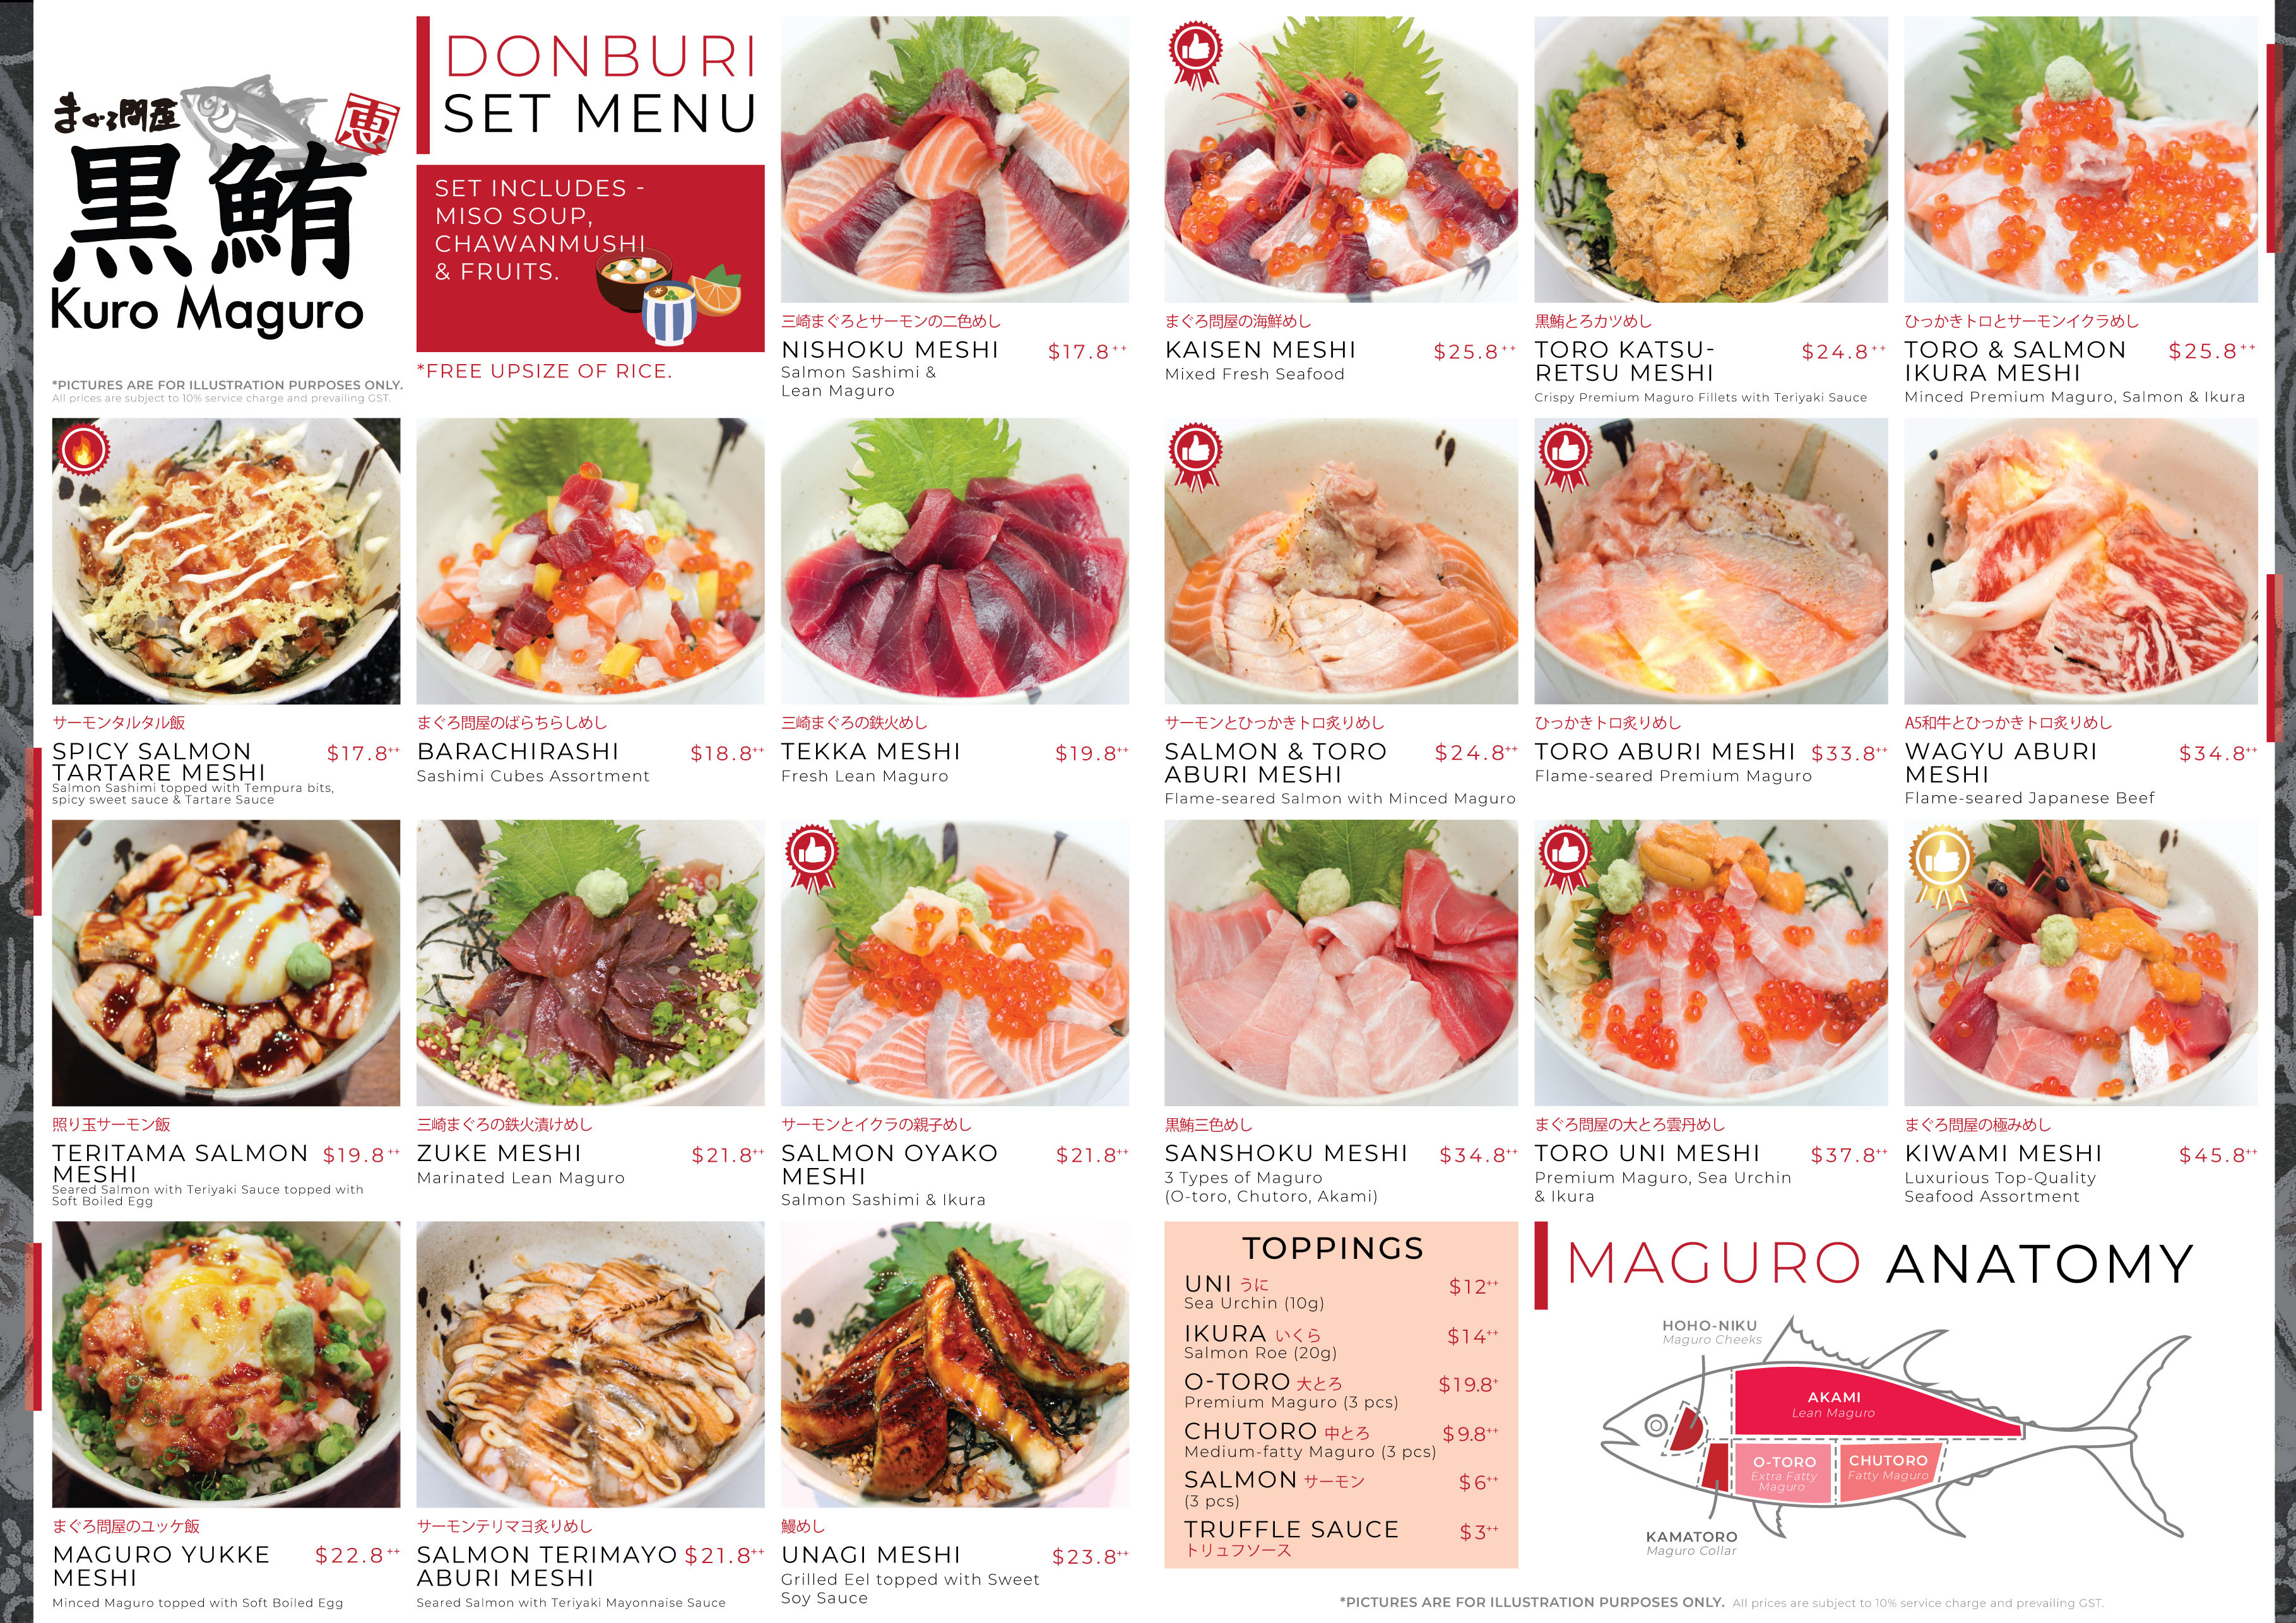 まぐろ問屋
恵
黒鮪
Kuro Maguro
*PICTURES ARE FOR ILLUSTRATION PURPOSES ONLY.
All prices are subject to 10% service charge and prevailing GST.
DONBURI
SET MENU
SET INCLUDES -
MISO SOUP,
CHAWANMUSHI
& FRUITS.
*FREE UPSIZE OF RICE.
三崎まぐろとサーモンの二色めし
NISHOKU MESHI $17.8++
Salmon Sashimi &
Lean Maguro
まぐろ問屋の海鮮めし
KAISEN MESHI $25.8++
Mixed Fresh Seafood
黒鮪とろカツめし
TORO KATSU- $24.8++
RETSU MESHI
Crispy Premium Maguro Fillets with Teriyaki Sauce
ひっかきトロとサーモンイクラめし
TORO & SALMON $25.8++
IKURA MESHI
Minced Premium Maguro, Salmon & Ikura
サーモンタルタル飯
SPICY SALMON $17.8++
TARTARE MESHI
Salmon Sashimi topped with Tempura bits,
spicy sweet sauce & Tartare Sauce
まぐろ問屋のばらちらしめし
BARACHIRASHI $18.8++
Sashimi Cubes Assortment
三崎まぐろの鉄火めし
TEKKA MESHI $19.8++
Fresh Lean Maguro
サーモンとひっかきトロ炙りめし
SALMON & TORO $24.8++
ABURI MESHI
Flame-seared Salmon with Minced Maguro
ひっかきトロ炙りめし
TORO ABURI MESHI $33.8++
Flame-seared Premium Maguro
A5和牛とひっかきトロ炙りめし
WAGYU ABURI $34.8++
MESHI
Flame-seared Japanese Beef
照り玉サーモン飯
TERITAMA SALMON $19.8++
MESHI
Seared Salmon with Teriyaki Sauce topped with
Soft Boiled Egg
三崎まぐろの鉄火漬けめし
ZUKE MESHI $21.8++
Marinated Lean Maguro
サーモンとイクラの親子めし
SALMON OYAKO $21.8++
MESHI
Salmon Sashimi & Ikura
黒鮪三色めし
SANSHOKU MESHI $34.8++
3 Types of Maguro
(O-toro, Chutoro, Akami)
まぐろ問屋の大とろ雲丹めし
TORO UNI MESHI $37.8++
Premium Maguro, Sea Urchin
& Ikura
まぐろ問屋の極みめし
KIWAMI MESHI $45.8++
Luxurious Top-Quality
Seafood Assortment
まぐろ問屋のユッケ飯
MAGURO YUKKE $22.8++
MESHI
Minced Maguro topped with Soft Boiled Egg
サーモンテリマヨ炙りめし
SALMON TERIMAYO $21.8++
ABURI MESHI
Seared Salmon with Teriyaki Mayonnaise Sauce
鰻めし
UNAGI MESHI $23.8++
Grilled Eel topped with Sweet
Soy Sauce
TOPPINGS
UNI うに $12++
Sea Urchin (10g)
IKURA いくら $14++
Salmon Roe (20g)
O-TORO 大とろ $19.8+
Premium Maguro (3 pcs)
CHUTORO 中とろ $9.8++
Medium-fatty Maguro (3 pcs)
SALMON サーモン $6++
(3 pcs)
TRUFFLE SAUCE $3++
トリュフソース
MAGURO ANATOMY
HOHO-NIKU
Maguro Cheeks
AKAMI
Lean Maguro
O-TORO
Extra Fatty
Maguro
CHUTORO
Fatty Maguro
KAMATORO
Maguro Collar
*PICTURES ARE FOR ILLUSTRATION PURPOSES ONLY. All prices are subject to 10% service charge and prevailing GST.